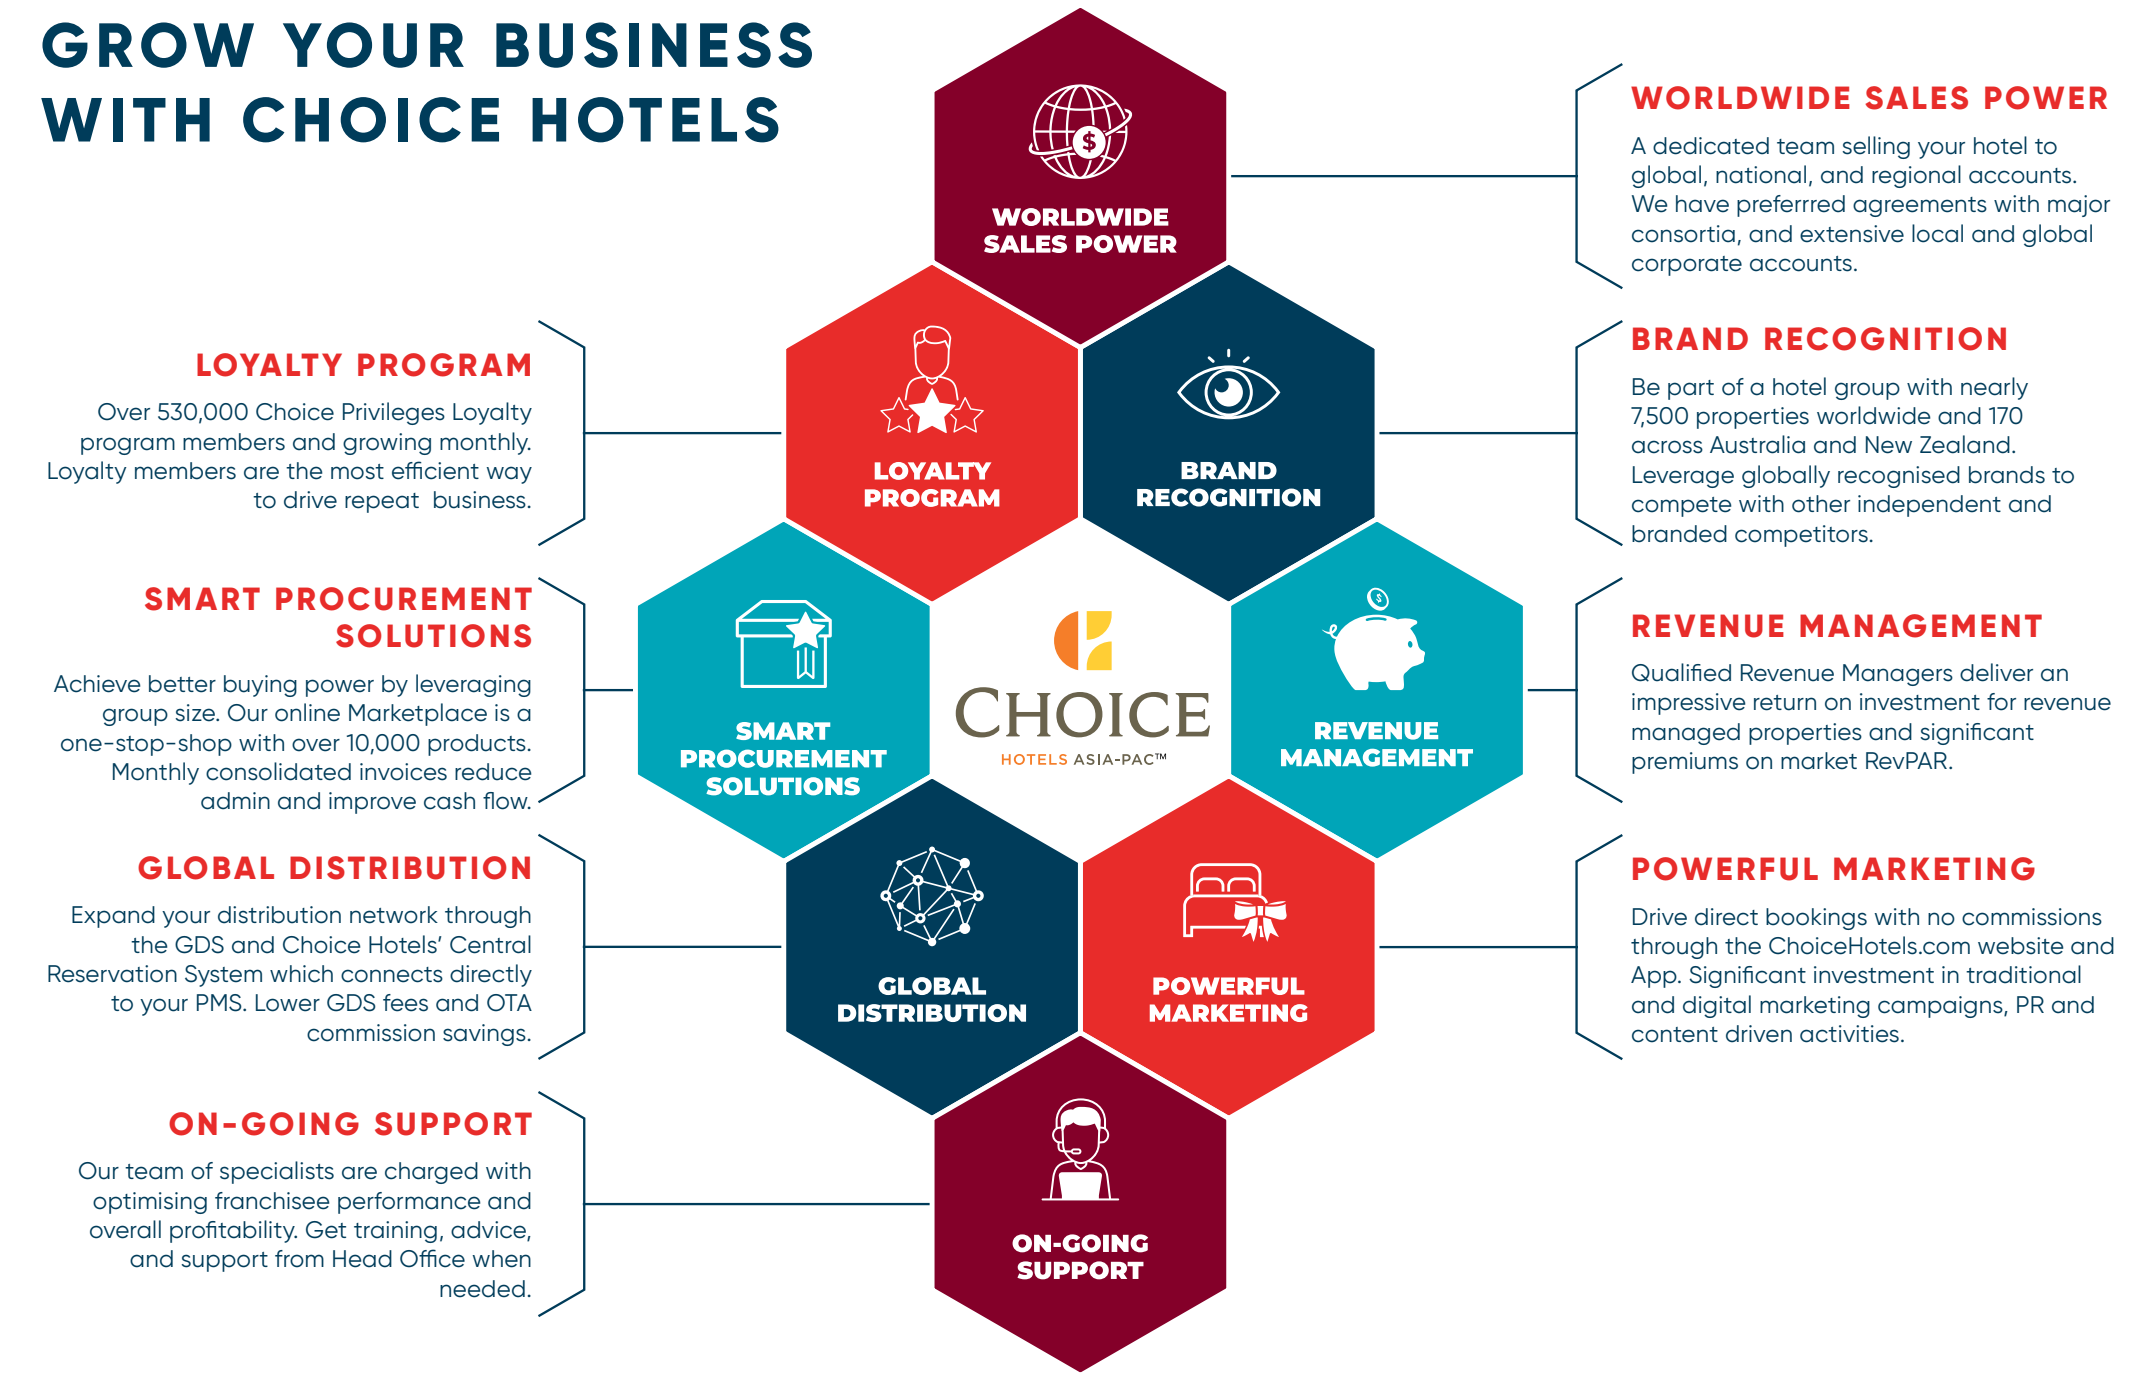 GROW YOUR BUSINESS
WITH CHOICE HOTELS
$
WORLDWIDE
SALES POWER
WORLDWIDE SALES POWER
A dedicated team selling your hotel to
global, national, and regional accounts.
We have preferrred agreements with major
consortia, and extensive local and global
corporate accounts.
LOYALTY PROGRAM
Over 530,000 Choice Privileges Loyalty
program members and growing monthly.
Loyalty members are the most efficient way
to drive repeat business.
LOYALTY
PROGRAM
BRAND
RECOGNITION
BRAND RECOGNITION
Be part of a hotel group with nearly
7,500 properties worldwide and 170
across Australia and New Zealand.
Leverage globally recognised brands to
compete with other independent and
branded competitors.
SMART PROCUREMENT
SOLUTIONS
Achieve better buying power by leveraging
group size. Our online Marketplace is a
one-stop-shop with over 10,000 products.
Monthly consolidated invoices reduce
admin and improve cash flow.
SMART
PROCUREMENT
SOLUTIONS
CHOICE
HOTELS ASIA-PAC™
$
REVENUE
MANAGEMENT
REVENUE MANAGEMENT
Qualified Revenue Managers deliver an
impressive return on investment for revenue
managed properties and significant
premiums on market RevPAR.
GLOBAL DISTRIBUTION
Expand your distribution network through
the GDS and Choice Hotels’ Central
Reservation System which connects directly
to your PMS. Lower GDS fees and OTA
commission savings.
GLOBAL
DISTRIBUTION
POWERFUL
MARKETING
POWERFUL MARKETING
Drive direct bookings with no commissions
through the ChoiceHotels.com website and
App. Significant investment in traditional
and digital marketing campaigns, PR and
content driven activities.
ON-GOING SUPPORT
Our team of specialists are charged with
optimising franchisee performance and
overall profitability. Get training, advice,
and support from Head Office when
needed.
ON-GOING
SUPPORT